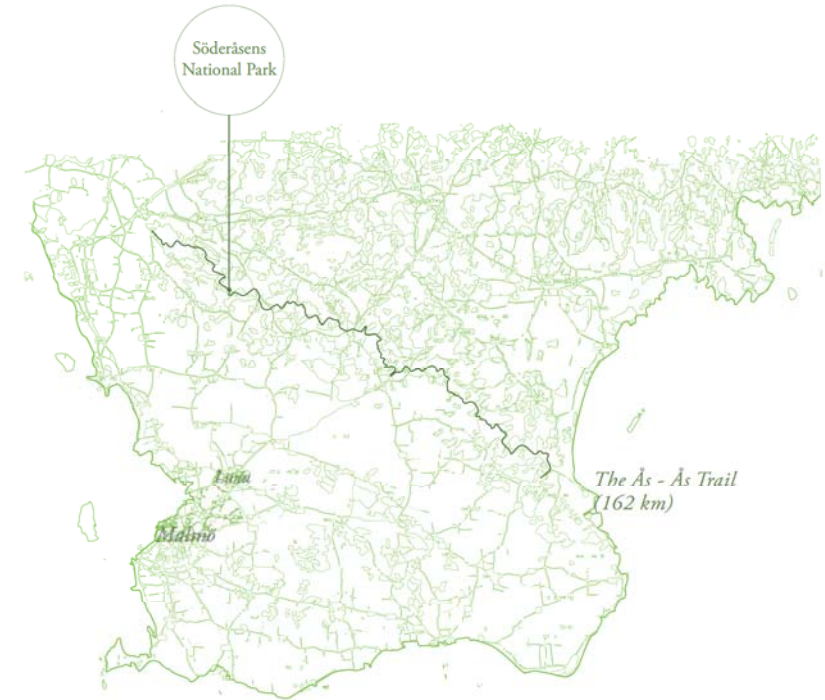 Söderåsens
National Park
Lund
The Ås - Ås Trail
(162 km)
Malmö